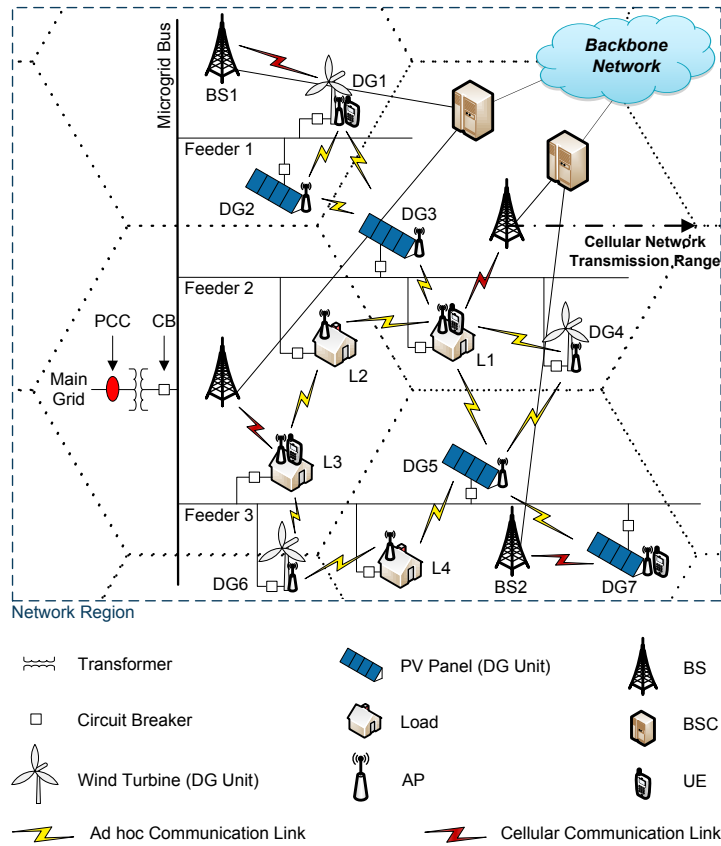 Backbone
Network
Microgrid Bus
BS1
DG1
Feeder 1
DG2
DG3
Cellular Network
Transmission Range
Feeder 2
PCC
CB
DG4
L2
L1
Main
Grid
L3
DG5
Feeder 3
DG6
L4
BS2
DG7
Network Region
Transformer
PV Panel (DG Unit)
BS
Circuit Breaker
Load
BSC
Wind Turbine (DG Unit)
AP
UE
Ad hoc Communication Link
Cellular Communication Link